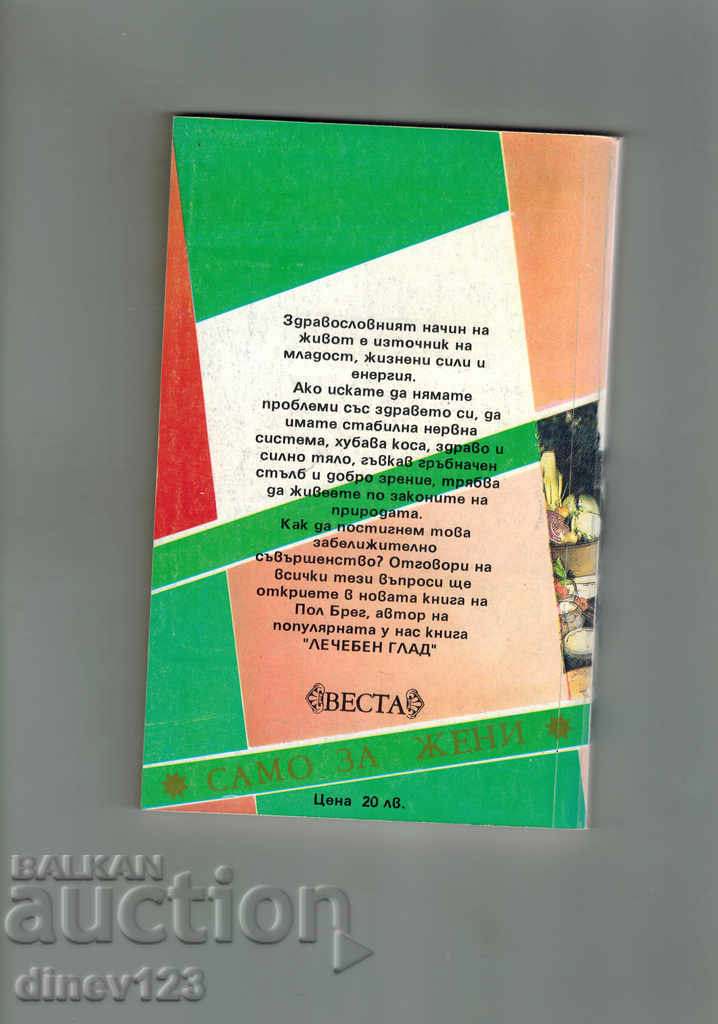 Здравословният начин на
живот е източник на
младост, жизнени сили и
енергия.
Ако искате да нямате
проблеми със здравето си, да
имате стабилна нервна
система, хубава коса, здраво и
силно тяло, гъвкав гръбначен
стълб и добро зрение, трябва
да живеете по законите на
природата.
Как да постигнем това
забележително
съвършенство? Отговори на
всички тези въпроси ще
откриете в новата книга на
Пол Брег, автор на
популярната у нас книга
"ЛЕЧЕБЕН ГЛАД"
ВЕСТА
САМО ЗА ЖЕНИ
Цена 20 лв.
BALKAN
auction
dinev123